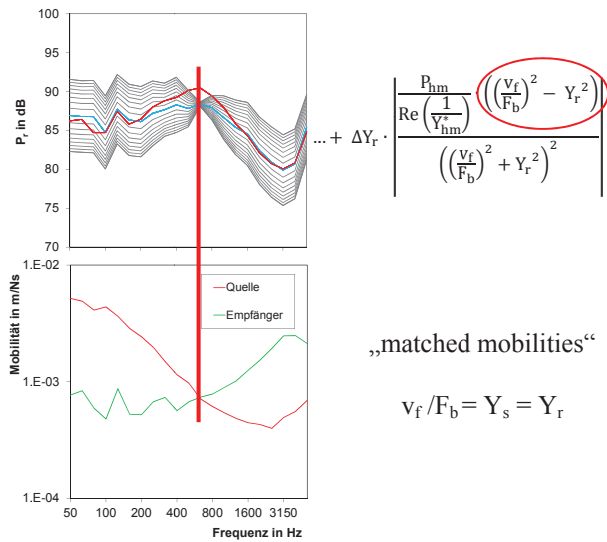 100
95
90
85
80
75
70
P_r in dB
... + ΔY_r · | P_hm / Re (1 / Y*_hm) · ((v_f / F_b)² − Y_r²) / ((v_f / F_b)² + Y_r²)² |
1.E-02
1.E-03
1.E-04
Mobilität in m/Ns
Quelle
Empfänger
50 100 200 400 800 1600 3150
Frequenz in Hz
„matched mobilities“
v_f /F_b = Y_s = Y_r